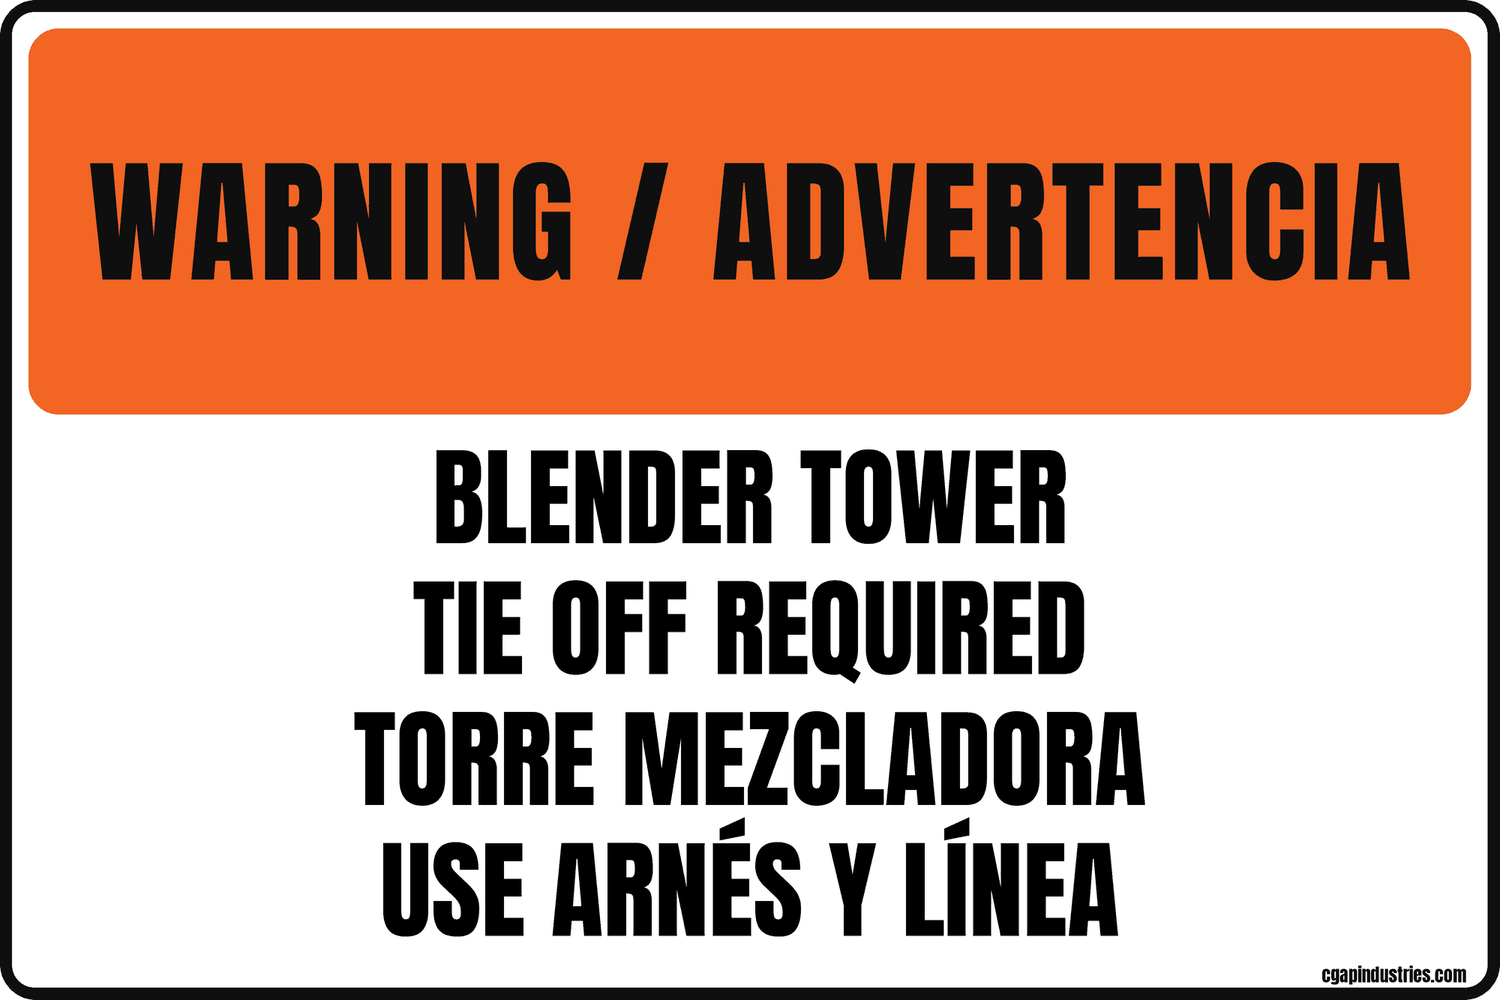 WARNING / ADVERTENCIA
BLENDER TOWER
TIE OFF REQUIRED
TORRE MEZCLADORA
USE ARNÉS Y LÍNEA
cgapindustries.com